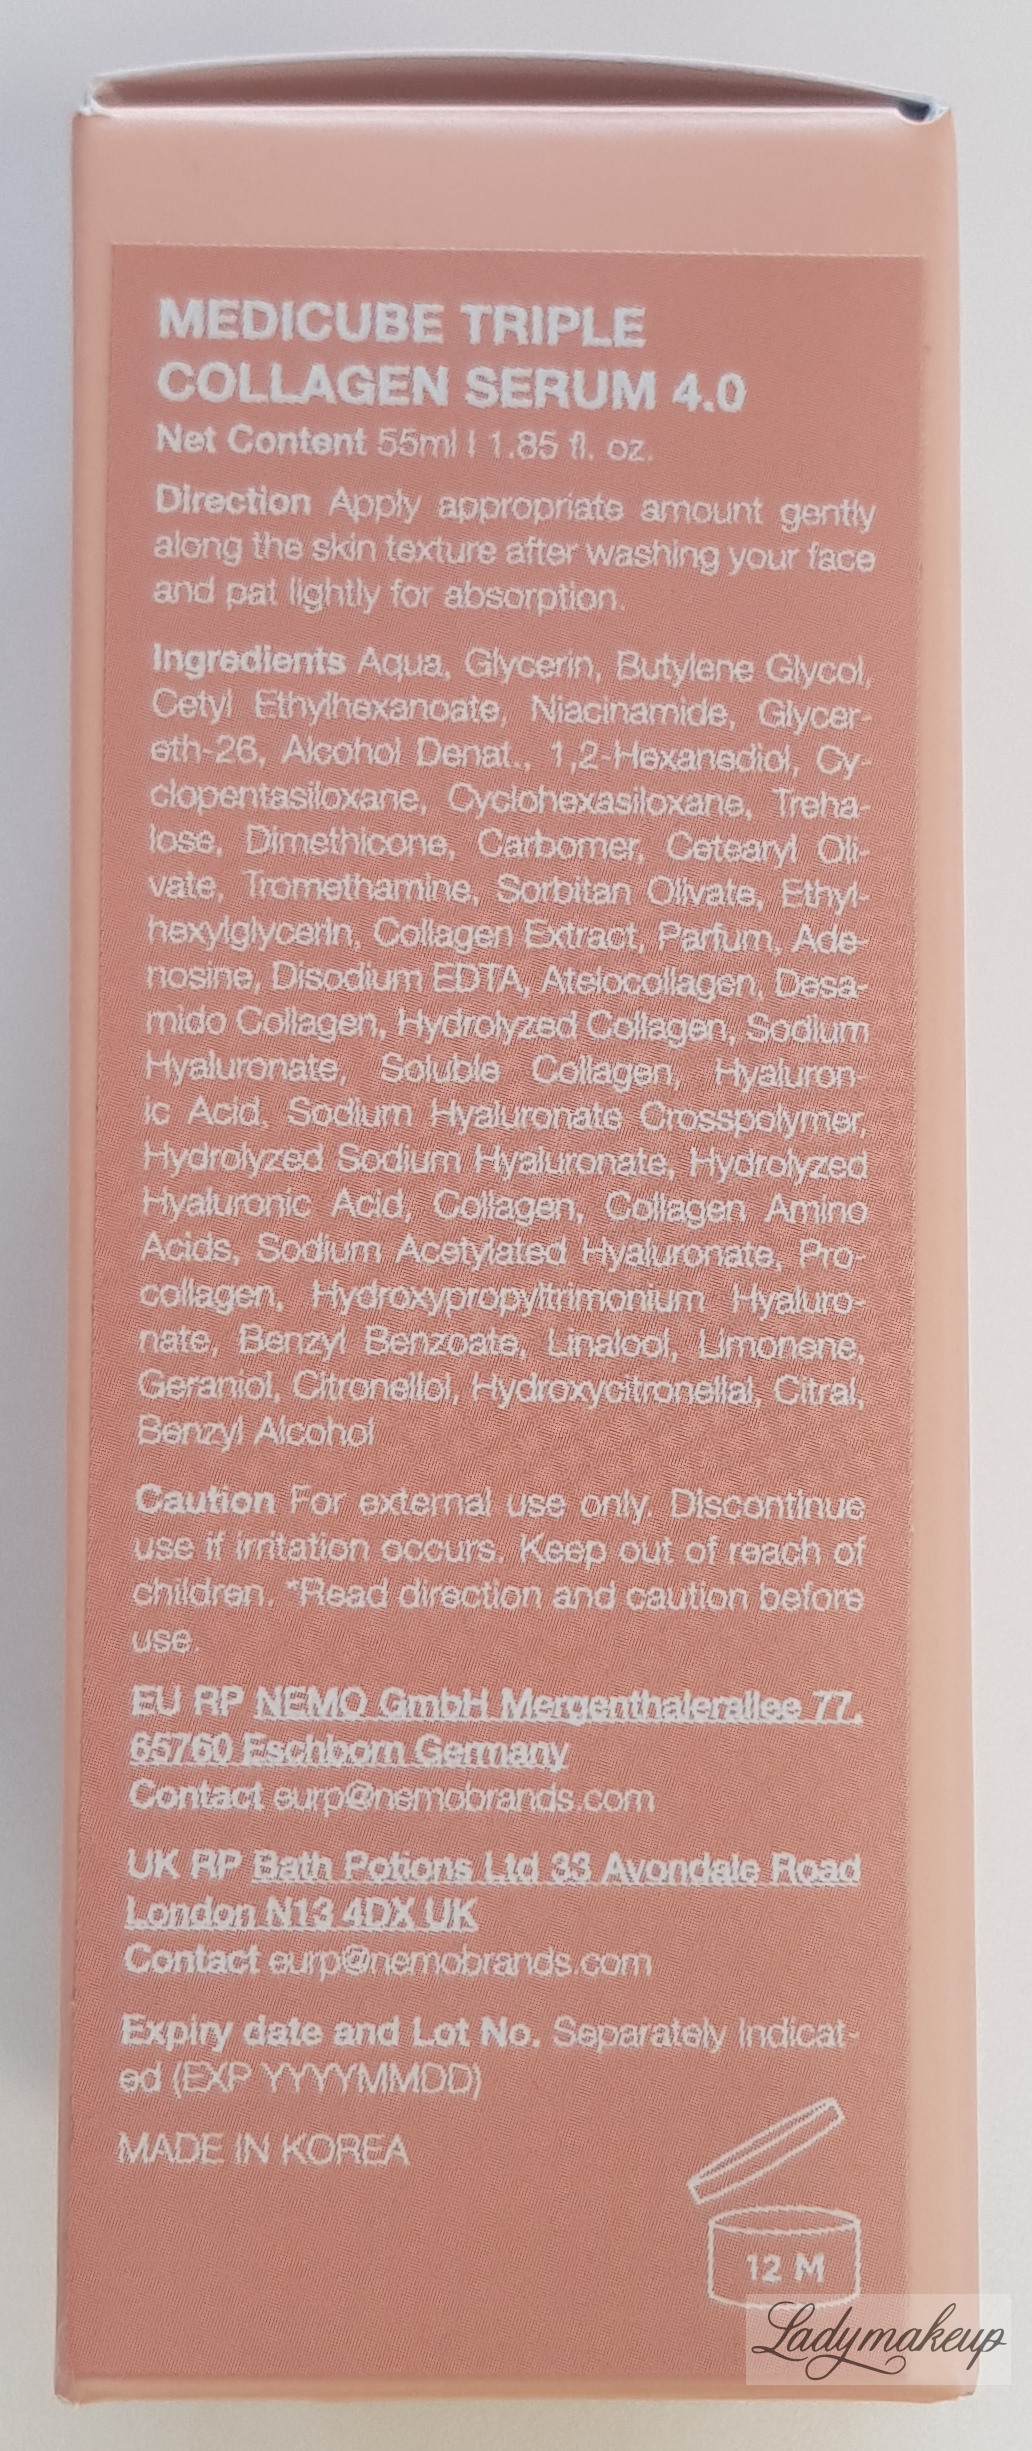 MEDICUBE TRIPLE
COLLAGEN SERUM 4.0
Net Content 55ml I 1.85 fl. oz.
Direction Apply appropriate amount gently
along the skin texture after washing your face
and pat lightly for absorption.
Ingredients Aqua, Glycerin, Butylene Glycol,
Cetyl Ethylhexanoate, Niacinamide, Glycer-
eth-26, Alcohol Denat., 1,2-Hexanediol, Cy-
clopentasiloxane, Cyclohexasiloxane, Treha-
lose, Dimethicone, Carbomer, Cetearyl Oli-
vate, Tromethamine, Sorbitan Olivate, Ethyl-
hexylglycerin, Collagen Extract, Parfum, Ade-
nosine, Disodium EDTA, Atelocollagen, Desa-
mido Collagen, Hydrolyzed Collagen, Sodium
Hyaluronate, Soluble Collagen, Hyaluron-
ic Acid, Sodium Hyaluronate Crosspolymer,
Hydrolyzed Sodium Hyaluronate, Hydrolyzed
Hyaluronic Acid, Collagen, Collagen Amino
Acids, Sodium Acetylated Hyaluronate, Pro-
collagen, Hydroxypropyltrimonium Hyaluro-
nate, Benzyl Benzoate, Linalool, Limonene,
Geraniol, Citronellol, Hydroxycitronellal, Citral,
Benzyl Alcohol
Caution For external use only. Discontinue
use if irritation occurs. Keep out of reach of
children. *Read direction and caution before
use.
EU RP NEMO GmbH Mergenthalerallee 77,
65760 Eschborn Germany
Contact eurp@nemobrands.com
UK RP Bath Potions Ltd 33 Avondale Road
London N13 4DX UK
Contact eurp@nemobrands.com
Expiry date and Lot No. Separately Indicat-
ed (EXP YYYYMMDD)
MADE IN KOREA
12 M
Ladymakeup